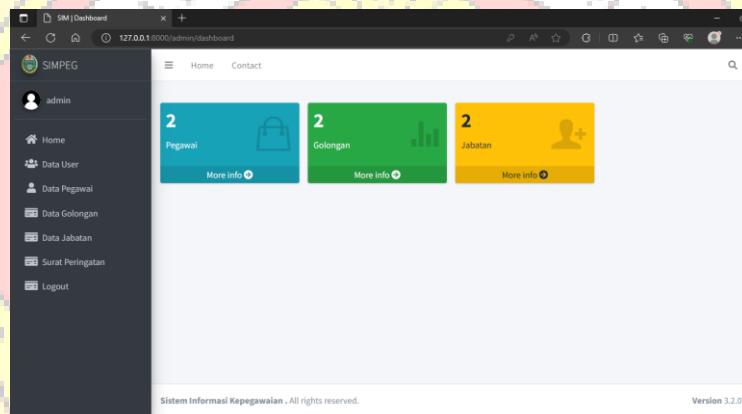 SIM | Dashboard
127.0.0.1:8000/admin/dashboard
SIMPEG
Home Contact
admin
Home
Data User
Data Pegawai
Data Golongan
Data Jabatan
Surat Peringatan
Logout
2
Pegawai
More info
2
Golongan
More info
2
Jabatan
More info
Sistem Informasi Kepegawaian . All rights reserved.
Version 3.2.0